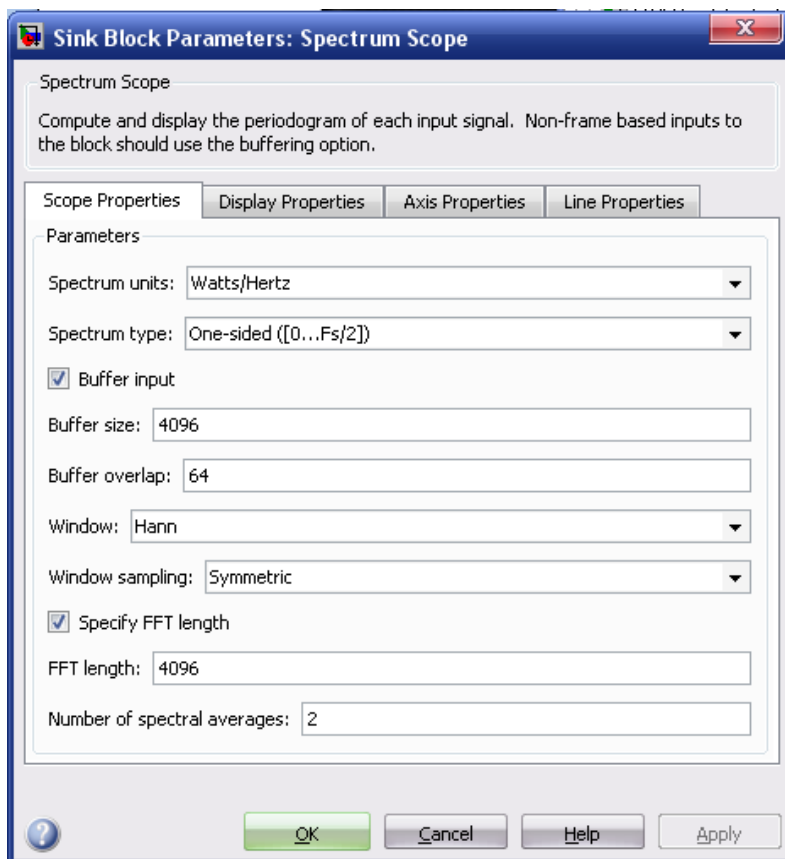 Sink Block Parameters: Spectrum Scope
X
Spectrum Scope
Compute and display the periodogram of each input signal.  Non-frame based inputs to
the block should use the buffering option.
Scope Properties Display Properties Axis Properties Line Properties
Parameters
Spectrum units: Watts/Hertz
Spectrum type: One-sided ([0...Fs/2])
Buffer input
Buffer size: 4096
Buffer overlap: 64
Window: Hann
Window sampling: Symmetric
Specify FFT length
FFT length: 4096
Number of spectral averages: 2
? OK Cancel Help Apply